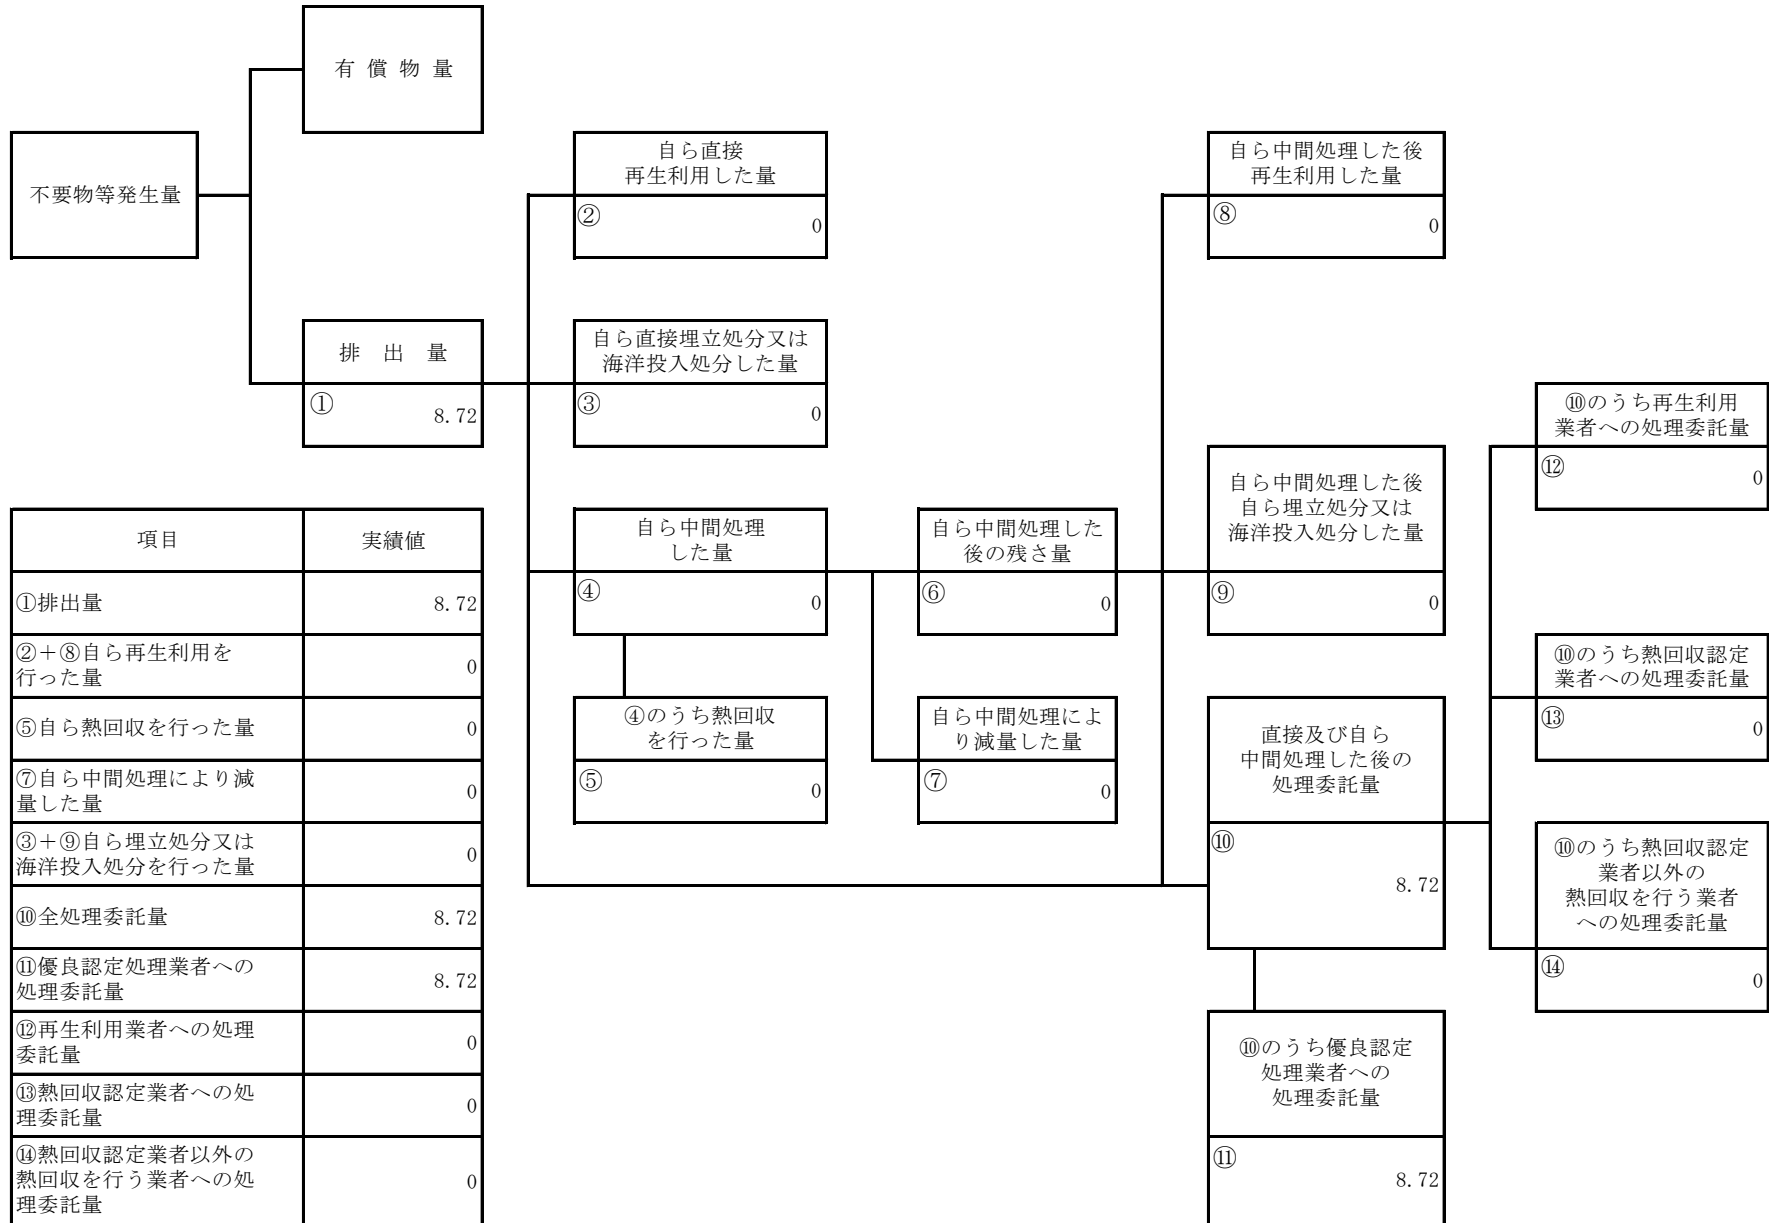 有 償 物 量
不要物等発生量
排　出　量
①
8.72
自ら直接
再生利用した量
②
0
自ら直接埋立処分又は
海洋投入処分した量
③
0
自ら中間処理
した量
④
0
④のうち熱回収
を行った量
⑤
0
自ら中間処理した
後の残さ量
⑥
0
自ら中間処理によ
り減量した量
⑦
0
自ら中間処理した後
再生利用した量
⑧
0
自ら中間処理した後
自ら埋立処分又は
海洋投入処分した量
⑨
0
直接及び自ら
中間処理した後の
処理委託量
⑩
8.72
⑩のうち優良認定
処理業者への
処理委託量
⑪
8.72
⑩のうち再生利用
業者への処理委託量
⑫
0
⑩のうち熱回収認定
業者への処理委託量
⑬
0
⑩のうち熱回収認定
業者以外の
熱回収を行う業者
への処理委託量
⑭
0
項目 実績値
①排出量 8.72
②＋⑧自ら再生利用を
行った量 0
⑤自ら熱回収を行った量 0
⑦自ら中間処理により減
量した量 0
③＋⑨自ら埋立処分又は
海洋投入処分を行った量 0
⑩全処理委託量 8.72
⑪優良認定処理業者への
処理委託量 8.72
⑫再生利用業者への処理
委託量 0
⑬熱回収認定業者への処
理委託量 0
⑭熱回収認定業者以外の
熱回収を行う業者への処 0
理委託量